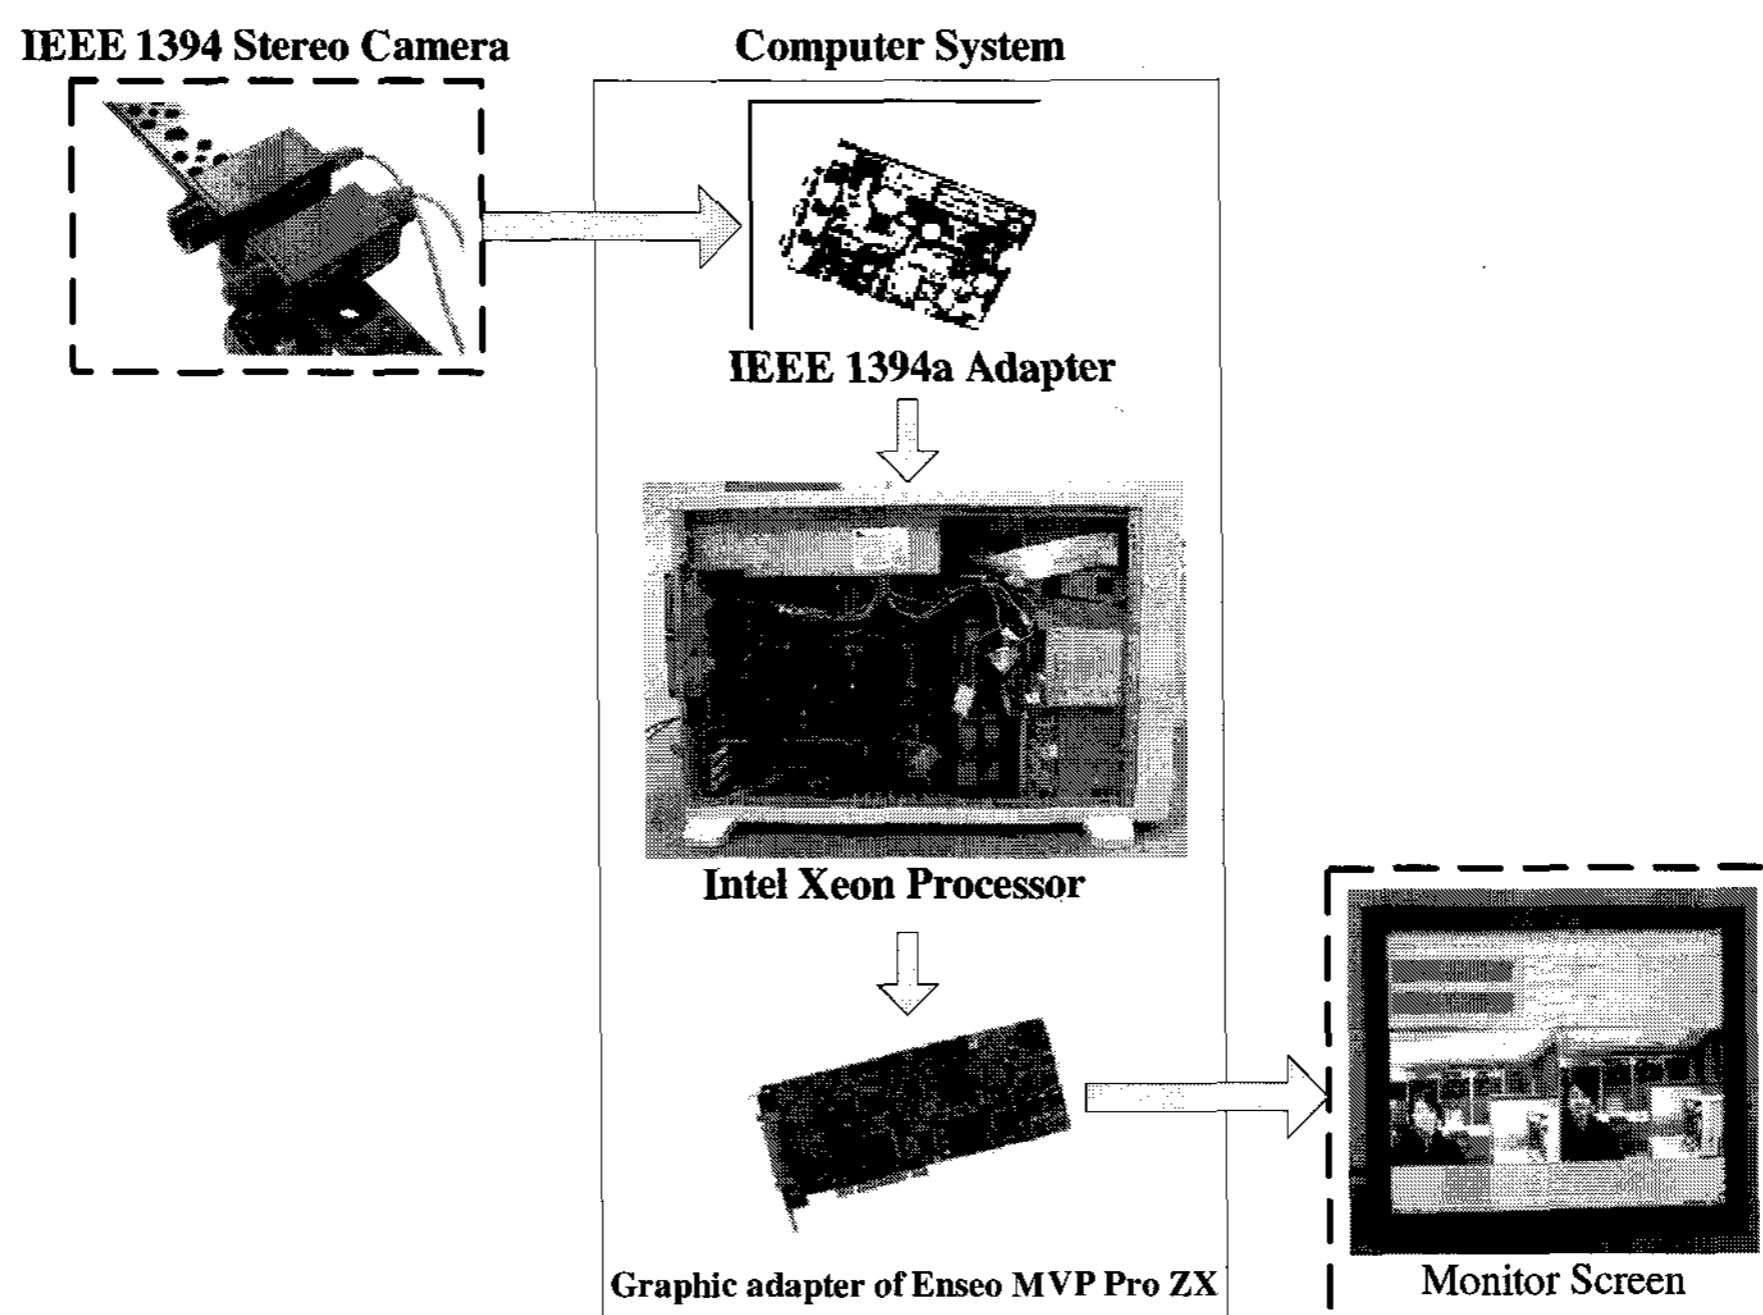 IEEE 1394 Stereo Camera
Computer System
IEEE 1394a Adapter
Intel Xeon Processor
Graphic adapter of Enseo MVP Pro ZX
Monitor Screen